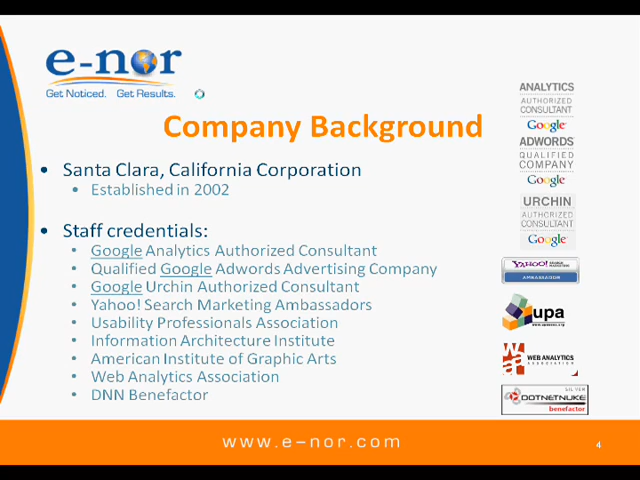 e-nor
Get Noticed. Get Results.
Company Background
• Santa Clara, California Corporation
• Established in 2002
• Staff credentials:
• Google Analytics Authorized Consultant
• Qualified Google Adwords Advertising Company
• Google Urchin Authorized Consultant
• Yahoo! Search Marketing Ambassadors
• Usability Professionals Association
• Information Architecture Institute
• American Institute of Graphic Arts
• Web Analytics Association
• DNN Benefactor
ANALYTICS
AUTHORIZED
CONSULTANT
Google
ADWORDS
QUALIFIED
COMPANY
Google
URCHIN
AUTHORIZED
CONSULTANT
Google
YAHOO!
AMBASSADOR
upa
waa
WEB ANALYTICS
ASSOCIATION
SILVER
DOTNETNUKE
benefactor
www.e-nor.com
4